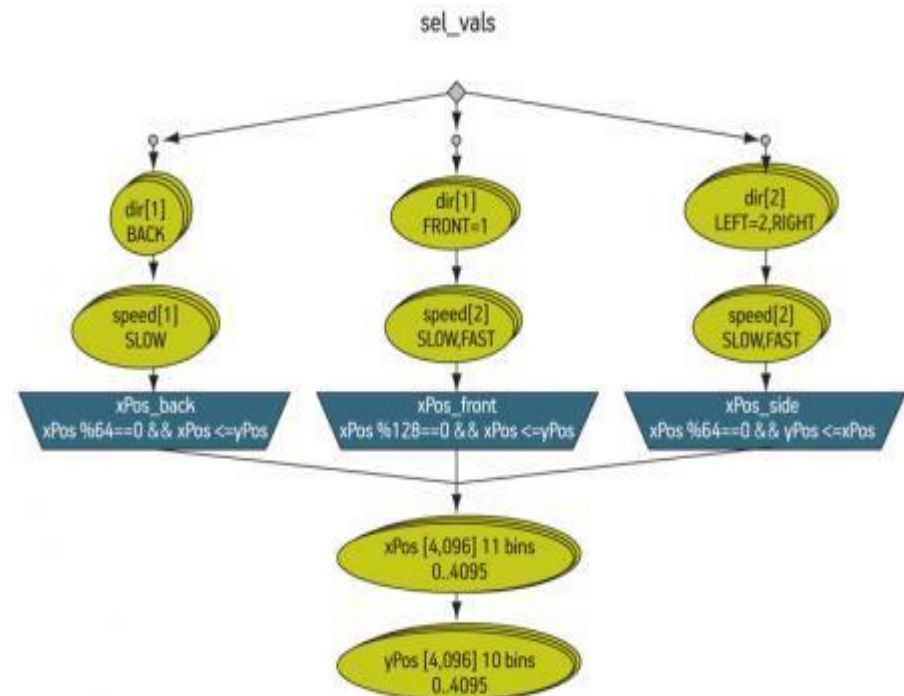 sel_vals
dir[1]
BACK
dir[1]
FRONT=1
dir[2]
LEFT=2,RIGHT
speed[1]
SLOW
speed[2]
SLOW,FAST
speed[2]
SLOW,FAST
xPos_back
xPos %64==0 && xPos <=yPos
xPos_front
xPos %128==0 && xPos <=yPos
xPos_side
xPos %64==0 && yPos <=xPos
xPos [4,096] 11 bins
0..4095
yPos [4,096] 10 bins
0..4095